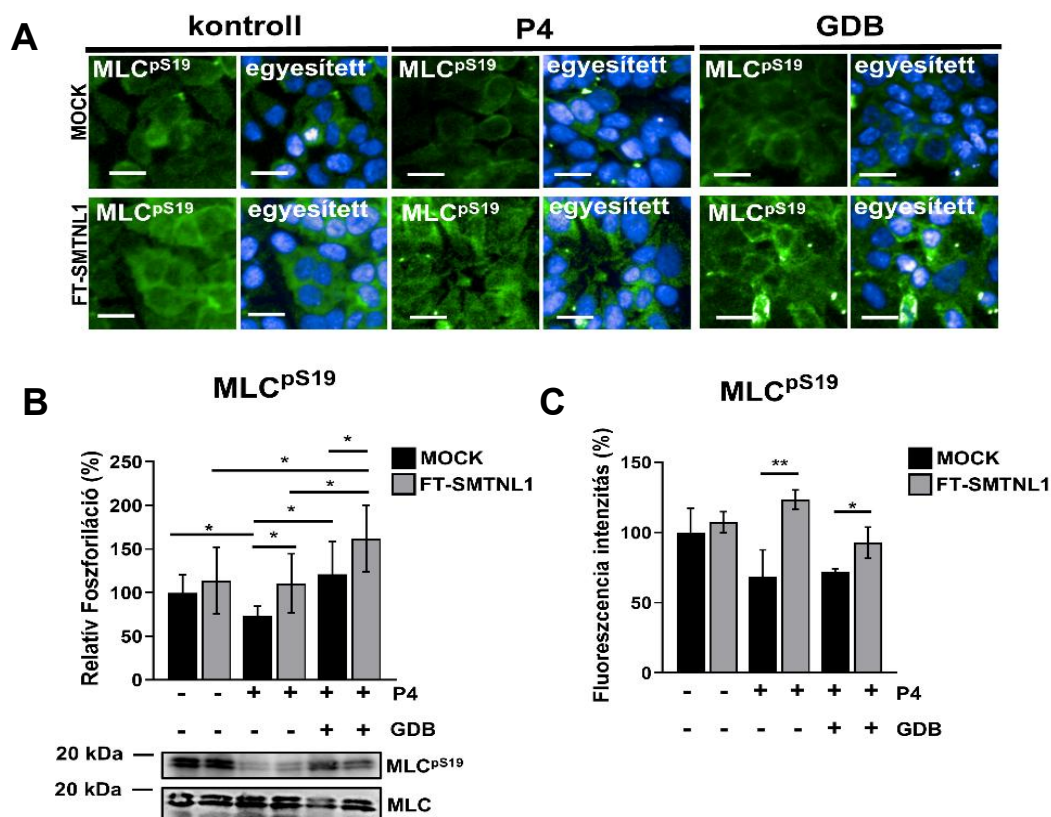 A
kontroll P4 GDB
MOCK
MLCpS19 egyesített MLCpS19 egyesített MLCpS19 egyesített
FT-SMTNL1
MLCpS19 egyesített MLCpS19 egyesített MLCpS19 egyesített
B
MLCpS19
Relatív Foszforiláció (%)
250
200
150
100
50
0
* * * * * *
MOCK
FT-SMTNL1
- - + + + + P4
- - - - + + GDB
20 kDa
MLCpS19
20 kDa
MLC
C
MLCpS19
Fluoreszcencia intenzitás (%)
150
100
50
0
** *
MOCK
FT-SMTNL1
- - + + + + P4
+ + GDB